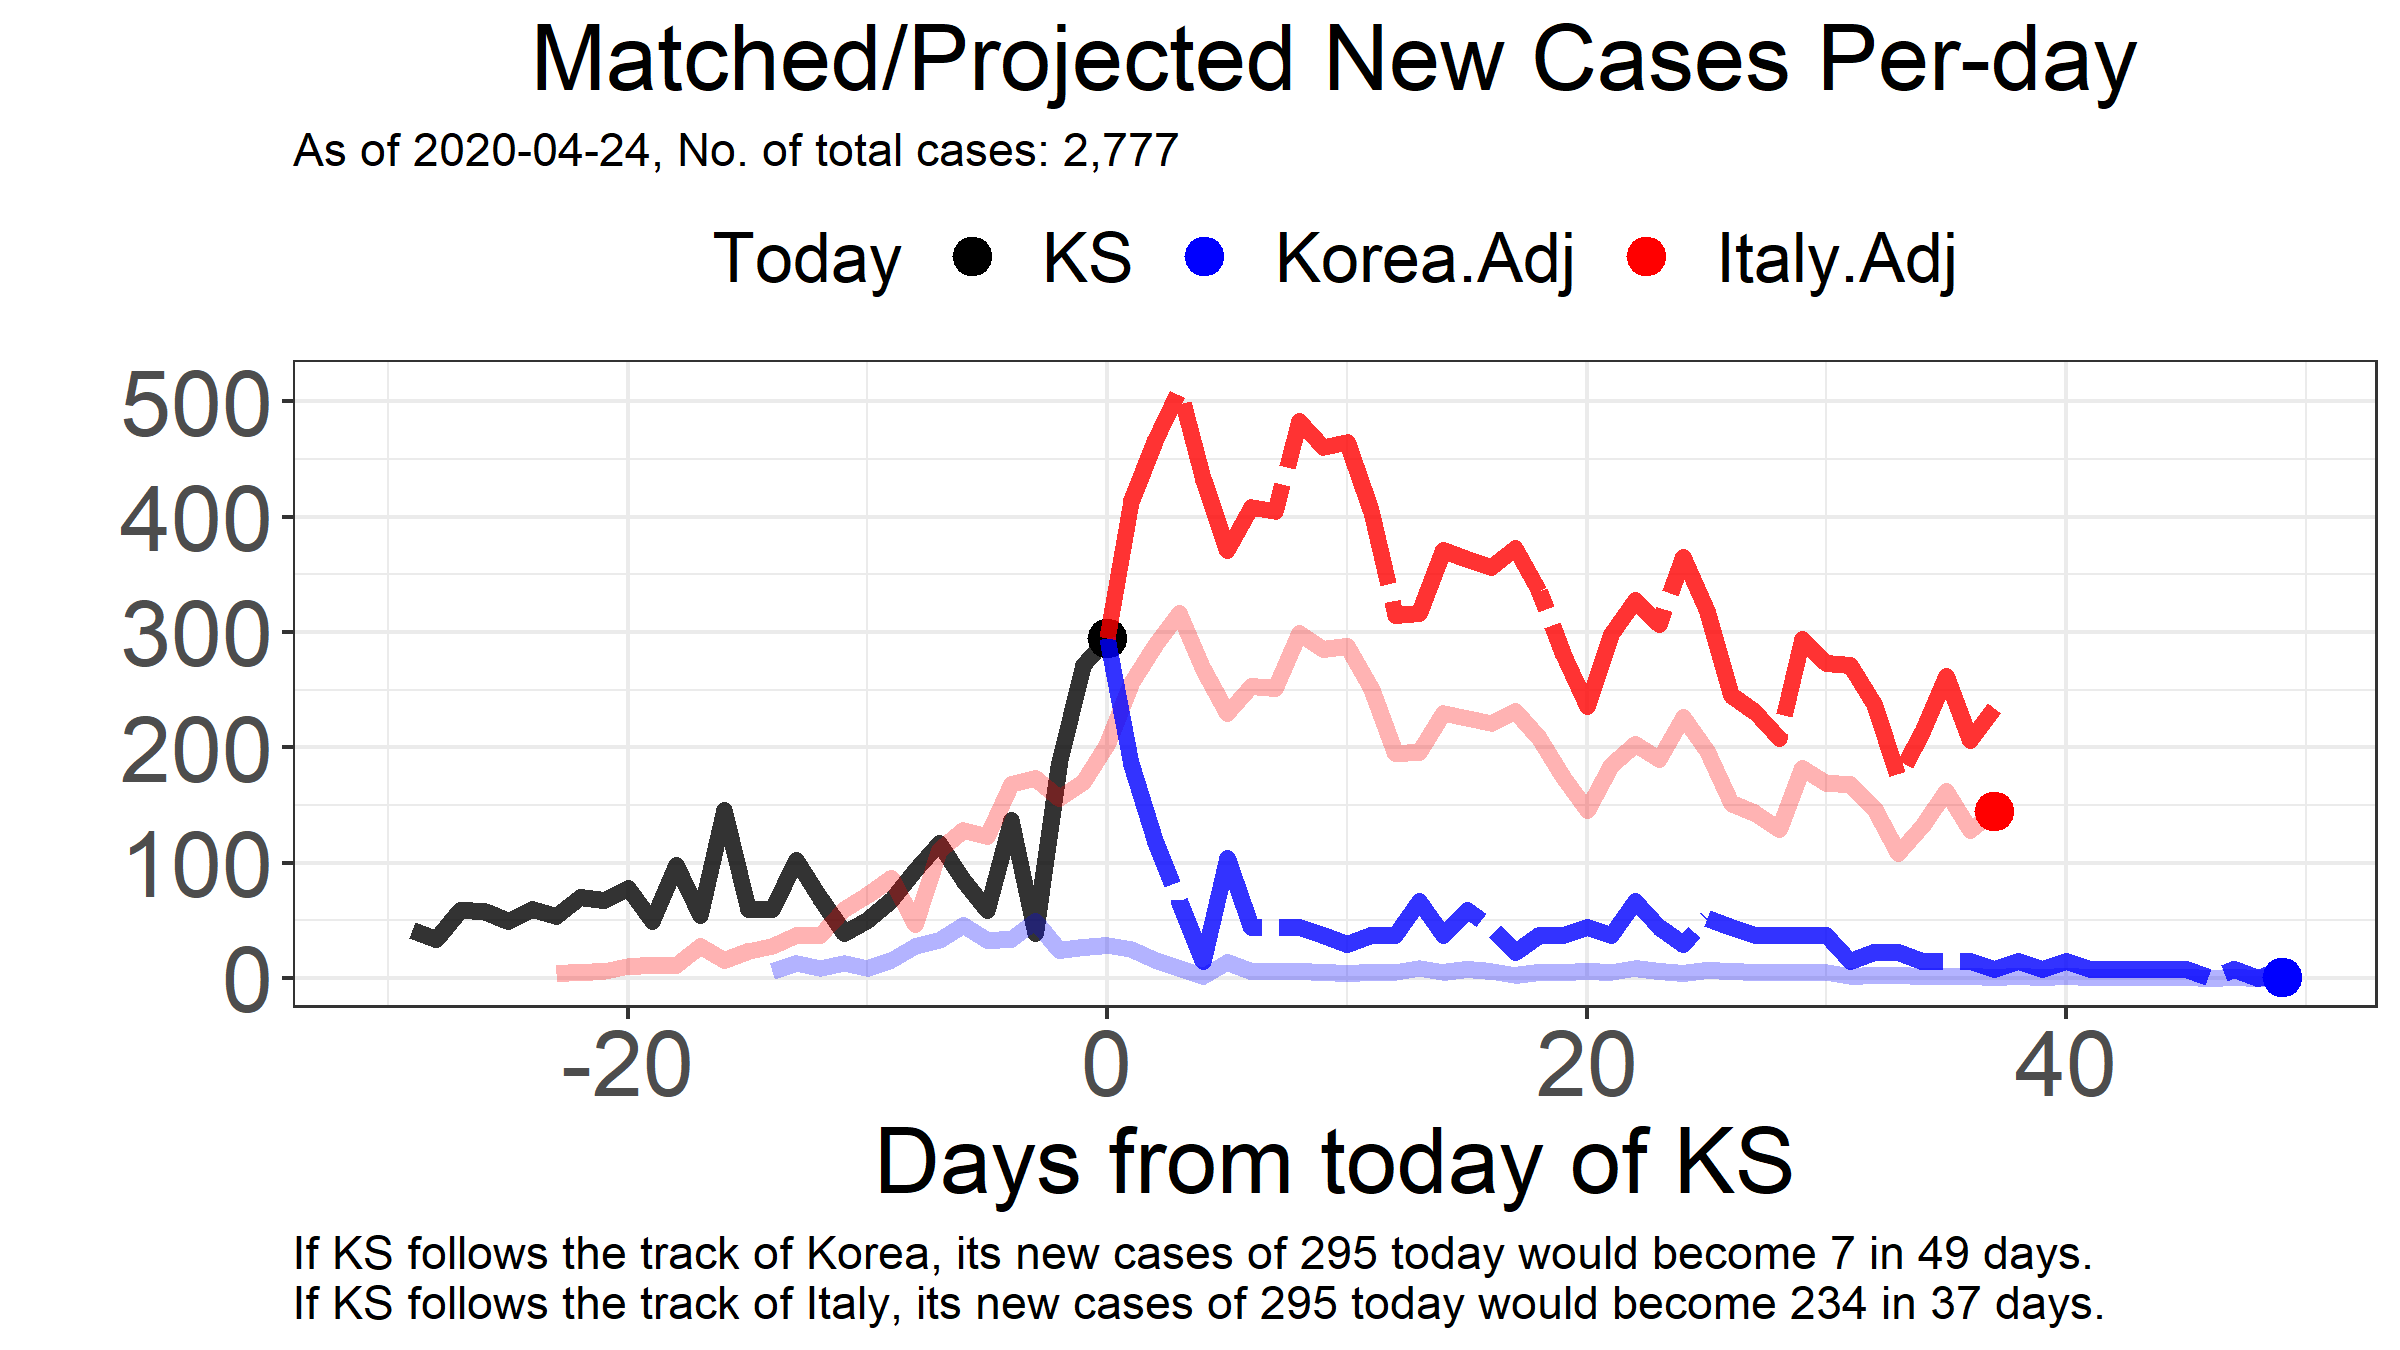 Matched/Projected New Cases Per-day
As of 2020-04-24, No. of total cases: 2,777
Today KS Korea.Adj Italy.Adj
500
400
300
200
100
0
-20 0 20 40
Days from today of KS
If KS follows the track of Korea, its new cases of 295 today would become 7 in 49 days.
If KS follows the track of Italy, its new cases of 295 today would become 234 in 37 days.